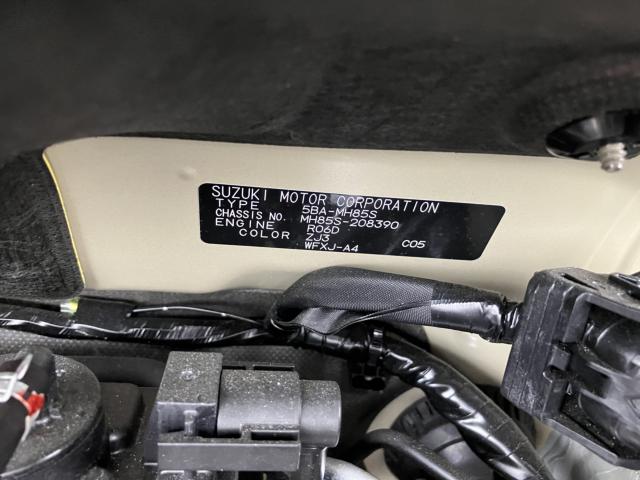 SUZUKI MOTOR CORPORATION
TYPE 5BA-MH85S
CHASSIS NO. MH85S-208390
ENGINE R06D
COLOR ZJ3
WFXJ-A4 C05